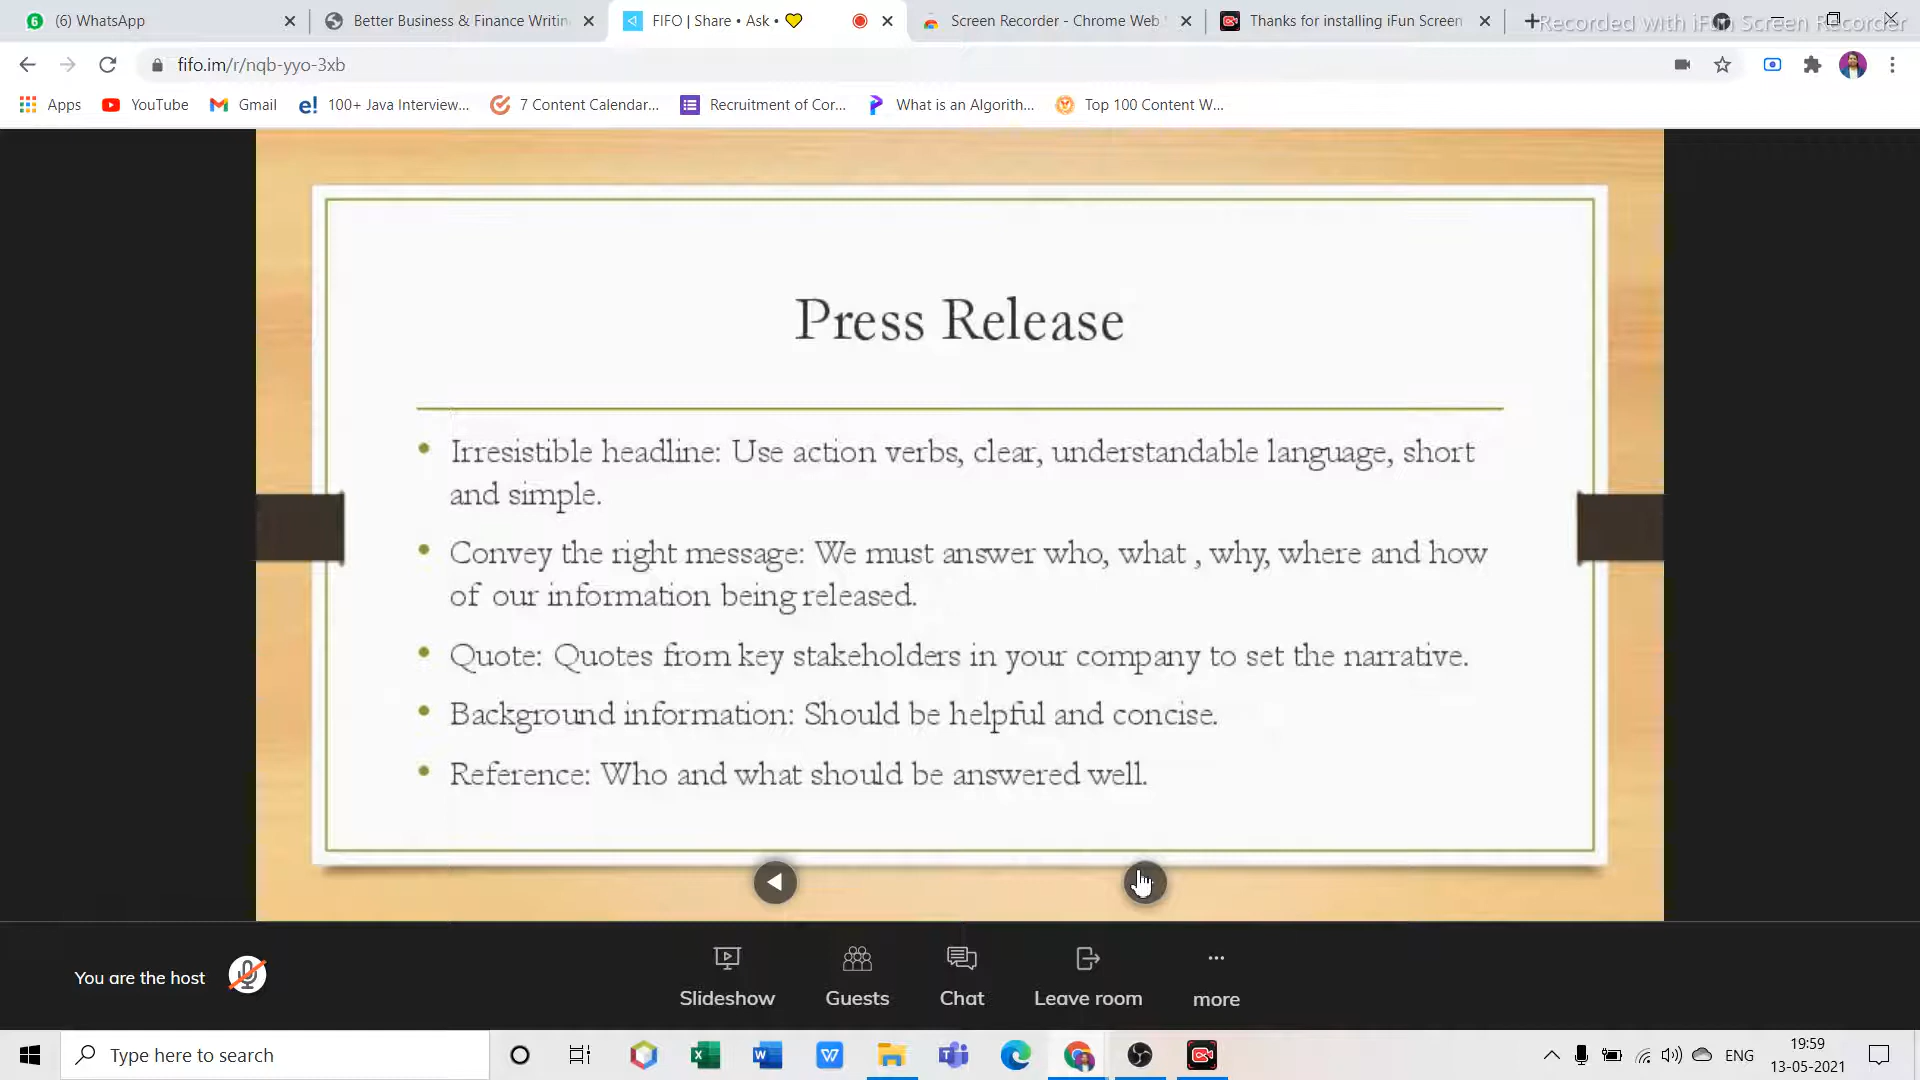 (6) WhatsApp
Better Business & Finance Writin
FIFO | Share • Ask • 💛
Screen Recorder - Chrome Web
Thanks for installing iFun Screen
Recorded with iFun Screen Recorder
fifo.im/r/nqb-yyo-3xb
Apps
YouTube
Gmail
100+ Java Interview...
7 Content Calendar...
Recruitment of Cor...
What is an Algorith...
Top 100 Content W...
Press Release
• Irresistible headline: Use action verbs, clear, understandable language, short
and simple.
• Convey the right message: We must answer who, what , why, where and how
of our information being released.
• Quote: Quotes from key stakeholders in your company to set the narrative.
• Background information: Should be helpful and concise.
• Reference: Who and what should be answered well.
You are the host
Slideshow
Guests
Chat
Leave room
more
Type here to search
ENG
19:59
13-05-2021